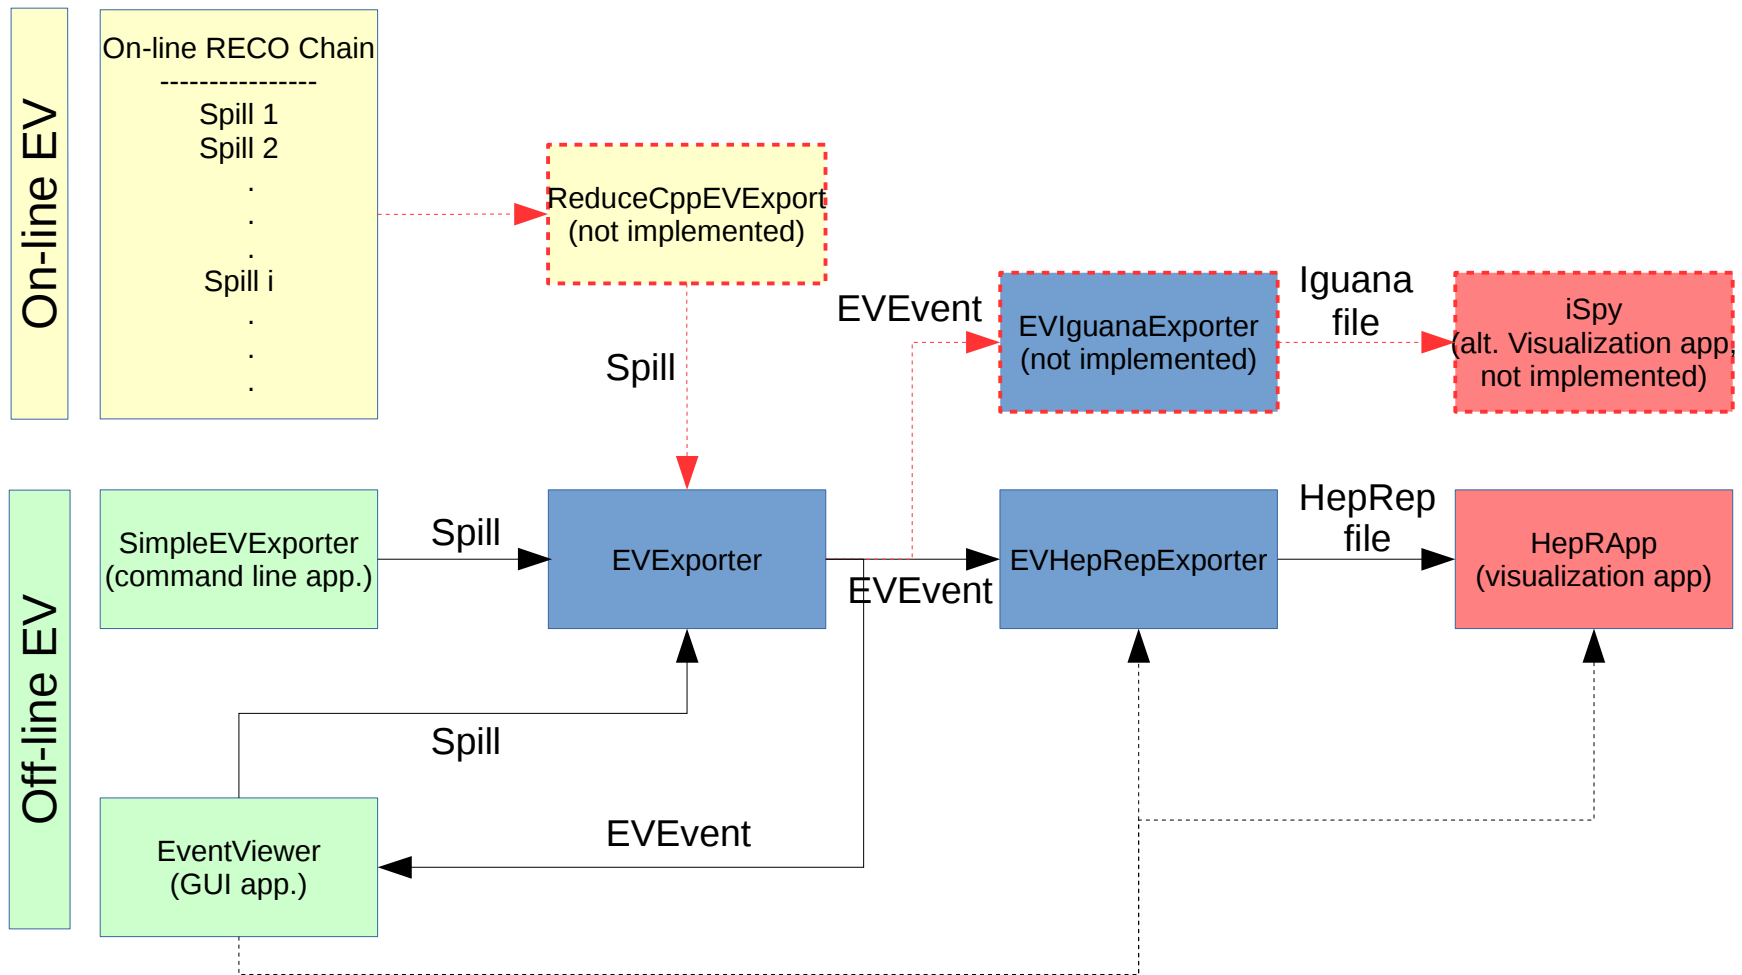 On-line EV
On-line RECO Chain
----------------
Spill 1
Spill 2
.
.
.
Spill i
.
.
.
ReduceCppEVExport
(not implemented)
Spill
EVEvent
EVIguanaExporter
(not implemented)
Iguana
file
iSpy
(alt. Visualization app,
not implemented)
Off-line EV
SimpleEVExporter
(command line app.)
Spill
EVExporter
EVEvent
EVHepRepExporter
HepRep
file
HepRApp
(visualization app)
Spill
EVEvent
EventViewer
(GUI app.)